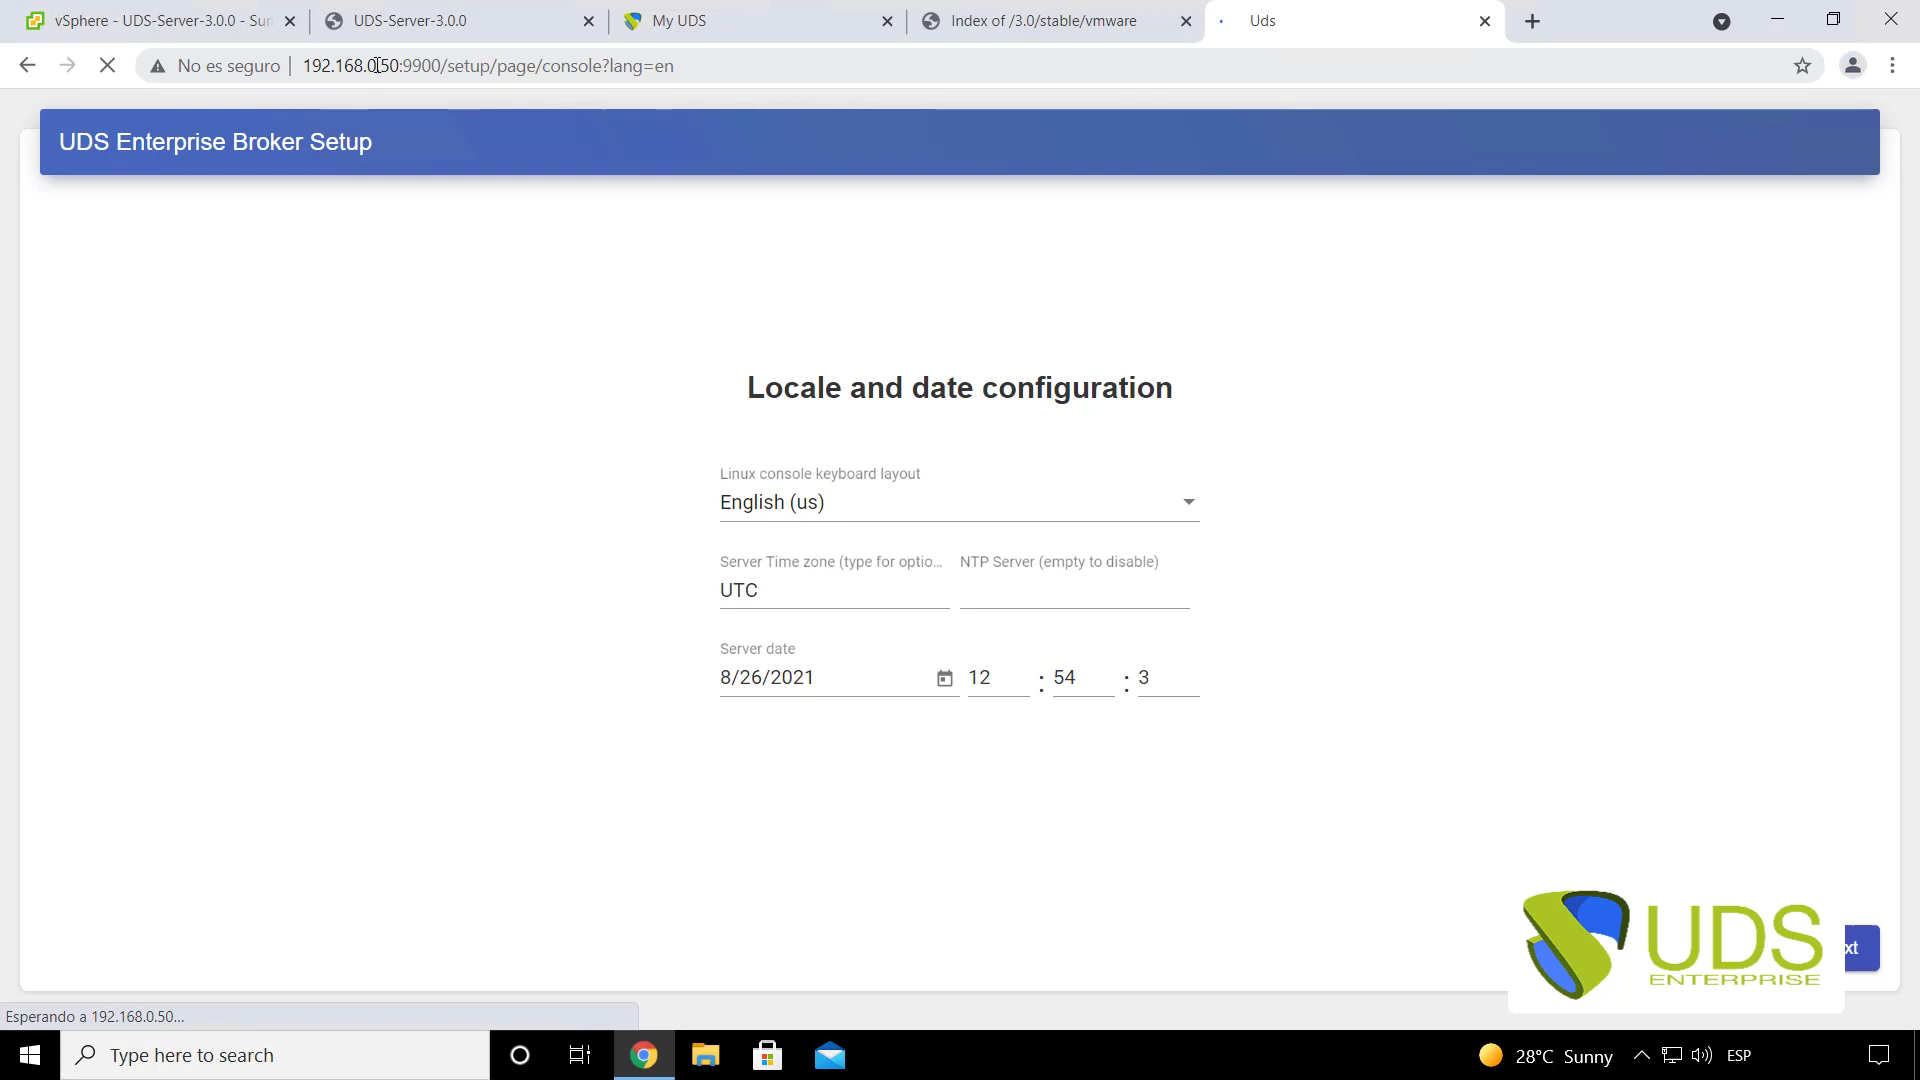 vSphere - UDS-Server-3.0.0 - Sun
UDS-Server-3.0.0
My UDS
Index of /3.0/stable/vmware
Uds
No es seguro
192.168.0.50:9900/setup/page/console?lang=en
UDS Enterprise Broker Setup
Locale and date configuration
Linux console keyboard layout
English (us)
Server Time zone (type for optio...
NTP Server (empty to disable)
UTC
Server date
8/26/2021
12 : 54 : 3
xt
UDS
ENTERPRISE
Esperando a 192.168.0.50...
Type here to search
28°C Sunny
ESP